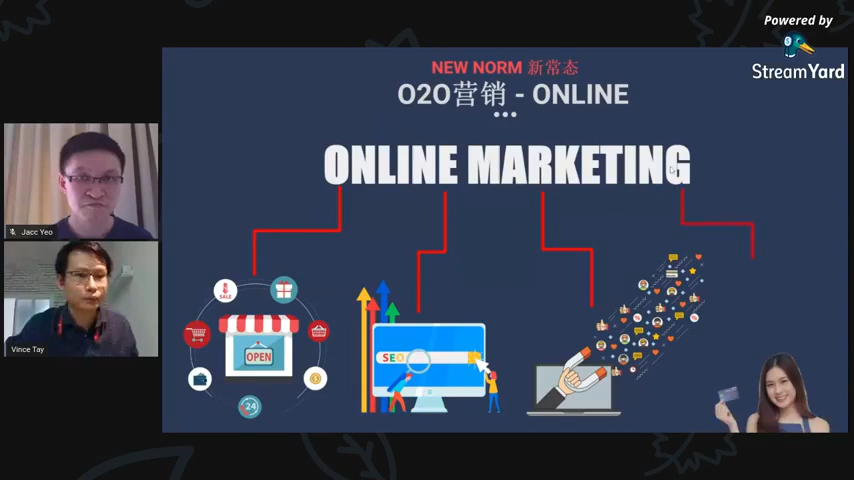 Powered by
StreamYard
NEW NORM 新常态
O2O营销 - ONLINE
ONLINE MARKETING
Jacc Yeo
Vince Tay
SALE
OPEN
24
SEO